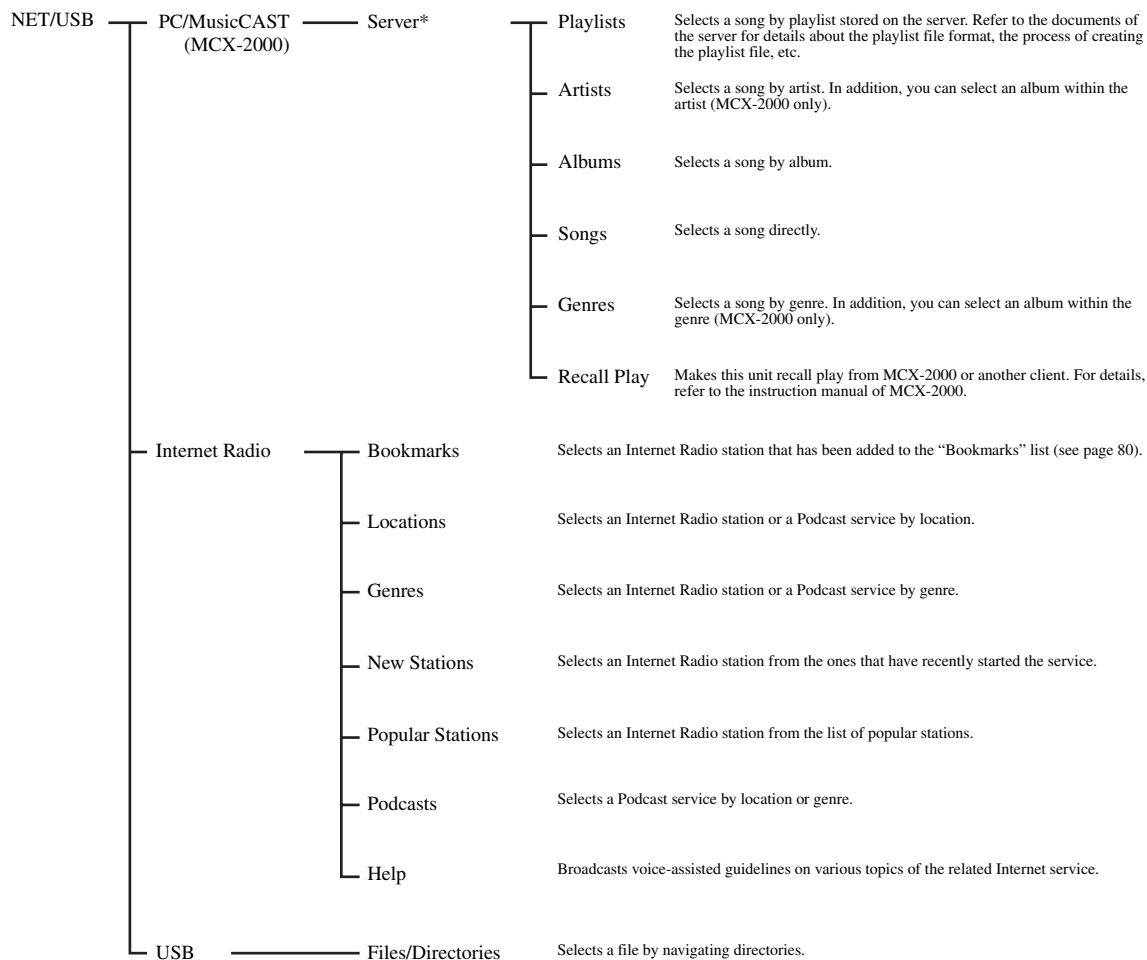 NET/USB PC/MusicCAST Server* Playlists Selects a song by playlist stored on the server. Refer to the documents of
(MCX-2000) the server for details about the playlist file format, the process of creating
the playlist file, etc.
Artists Selects a song by artist. In addition, you can select an album within the
artist (MCX-2000 only).
Albums Selects a song by album.
Songs Selects a song directly.
Genres Selects a song by genre. In addition, you can select an album within the
genre (MCX-2000 only).
Recall Play Makes this unit recall play from MCX-2000 or another client. For details,
refer to the instruction manual of MCX-2000.
Internet Radio Bookmarks Selects an Internet Radio station that has been added to the “Bookmarks” list (see page 80).
Locations Selects an Internet Radio station or a Podcast service by location.
Genres Selects an Internet Radio station or a Podcast service by genre.
New Stations Selects an Internet Radio station from the ones that have recently started the service.
Popular Stations Selects an Internet Radio station from the list of popular stations.
Podcasts Selects a Podcast service by location or genre.
Help Broadcasts voice-assisted guidelines on various topics of the related Internet service.
USB Files/Directories Selects a file by navigating directories.